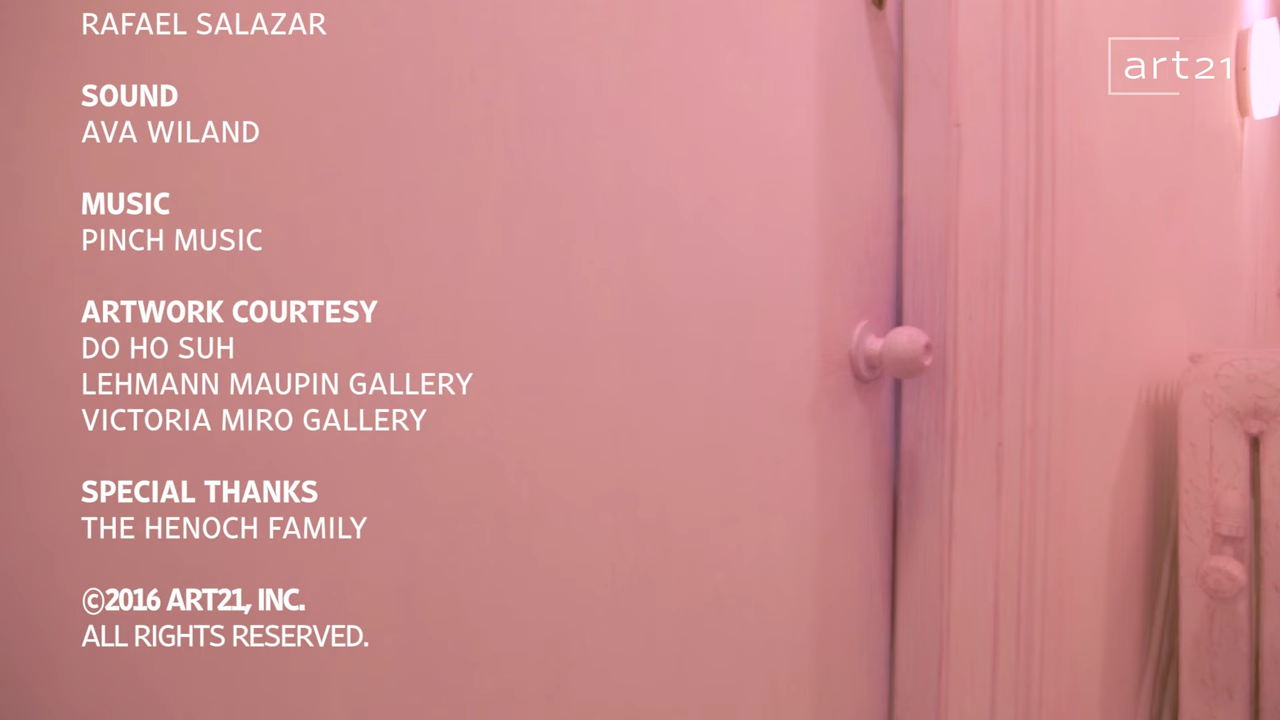 RAFAEL SALAZAR
SOUND
AVA WILAND
MUSIC
PINCH MUSIC
ARTWORK COURTESY
DO HO SUH
LEHMANN MAUPIN GALLERY
VICTORIA MIRO GALLERY
SPECIAL THANKS
THE HENOCH FAMILY
©2016 ART21, INC.
ALL RIGHTS RESERVED.
art21